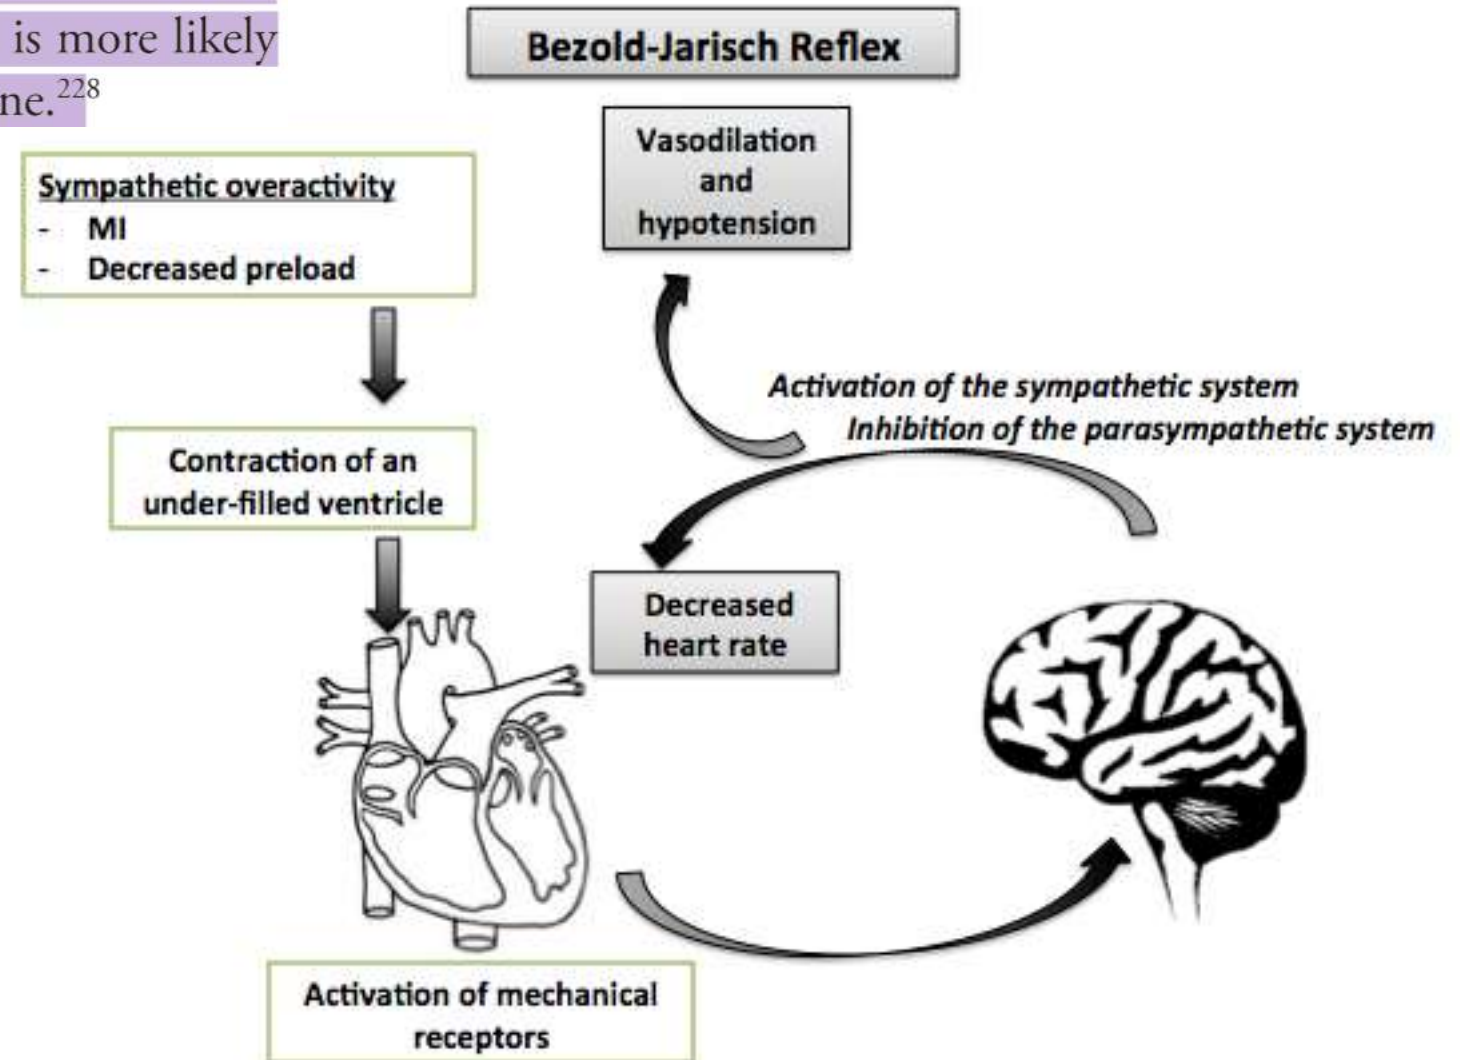 is more likely
ne.228
Bezold-Jarisch Reflex
Vasodilation
and
hypotension
Sympathetic overactivity
- MI
- Decreased preload
Activation of the sympathetic system
Inhibition of the parasympathetic system
Contraction of an
under-filled ventricle
Decreased
heart rate
Activation of mechanical
receptors